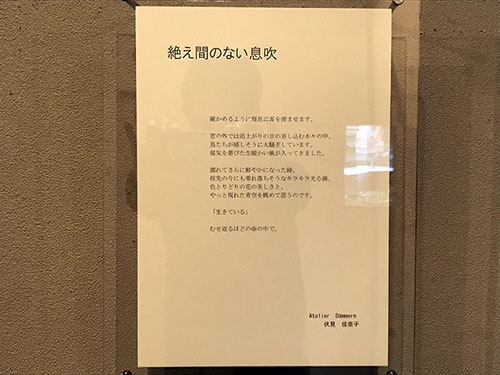 絶え間のない息吹
確かめるように寝息に耳を澄ませます。
窓の外では雨上がりの日の差し込む木々の中、
鳥たちが嬉しそうに大騒ぎしています。
湿気を帯びた生暖かい風が入ってきました。
濡れてさらに鮮やかになった緑、
枝先の今にも零れ落ちそうなキラキラ光る滴、
色とりどりの花の美しさと、
やっと現れた青空を眺めて思うのです。
「生きている」
むせ返るほどの命の中で。
Atelier Dämmern
伏見 佳奈子